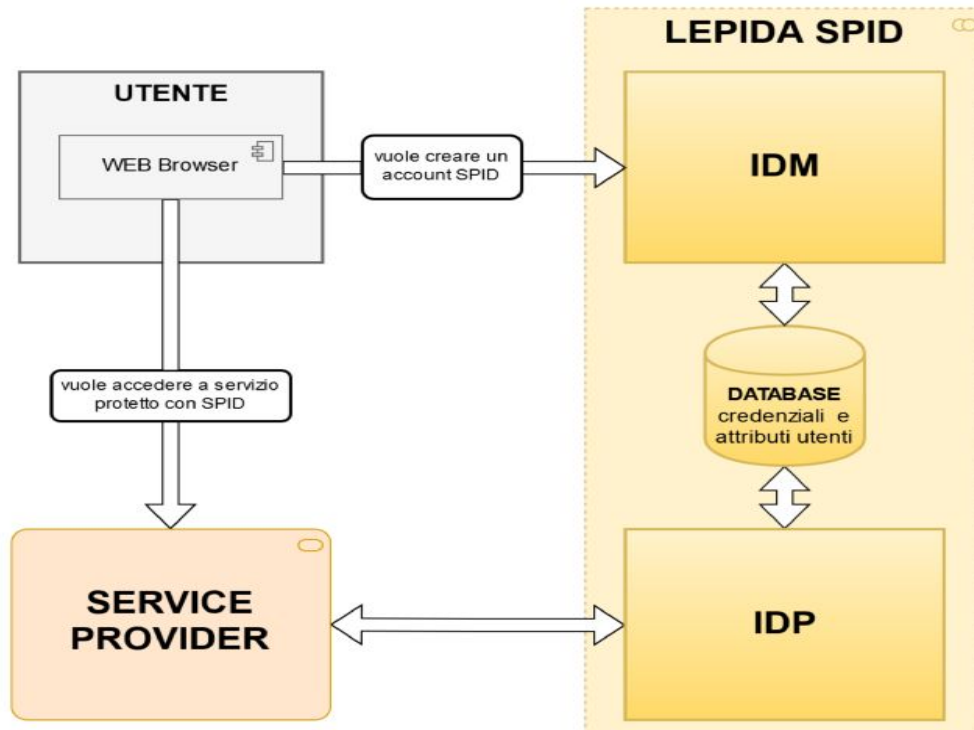 LEPIDA SPID
UTENTE
WEB Browser
vuole creare un
account SPID
IDM
vuole accedere a servizio
protetto con SPID
DATABASE
credenziali e
attributi utenti
SERVICE
PROVIDER
IDP